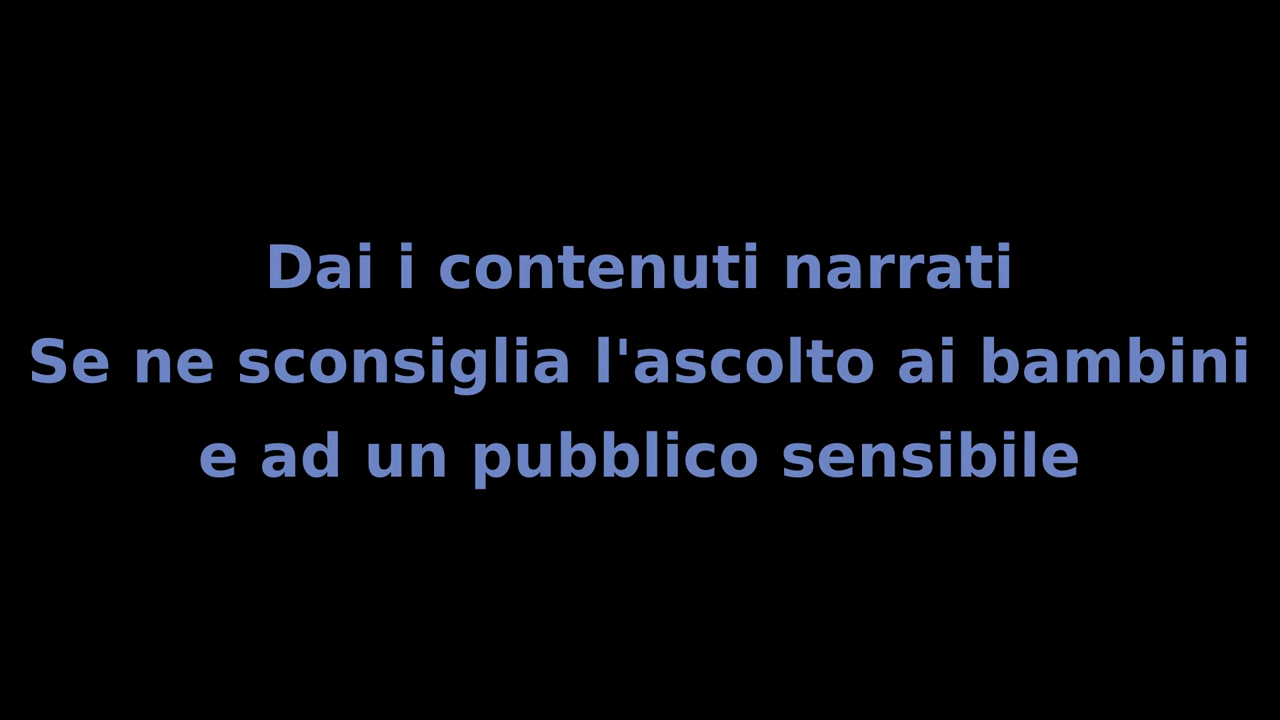 Dai i contenuti narrati
Se ne sconsiglia l'ascolto ai bambini
e ad un pubblico sensibile